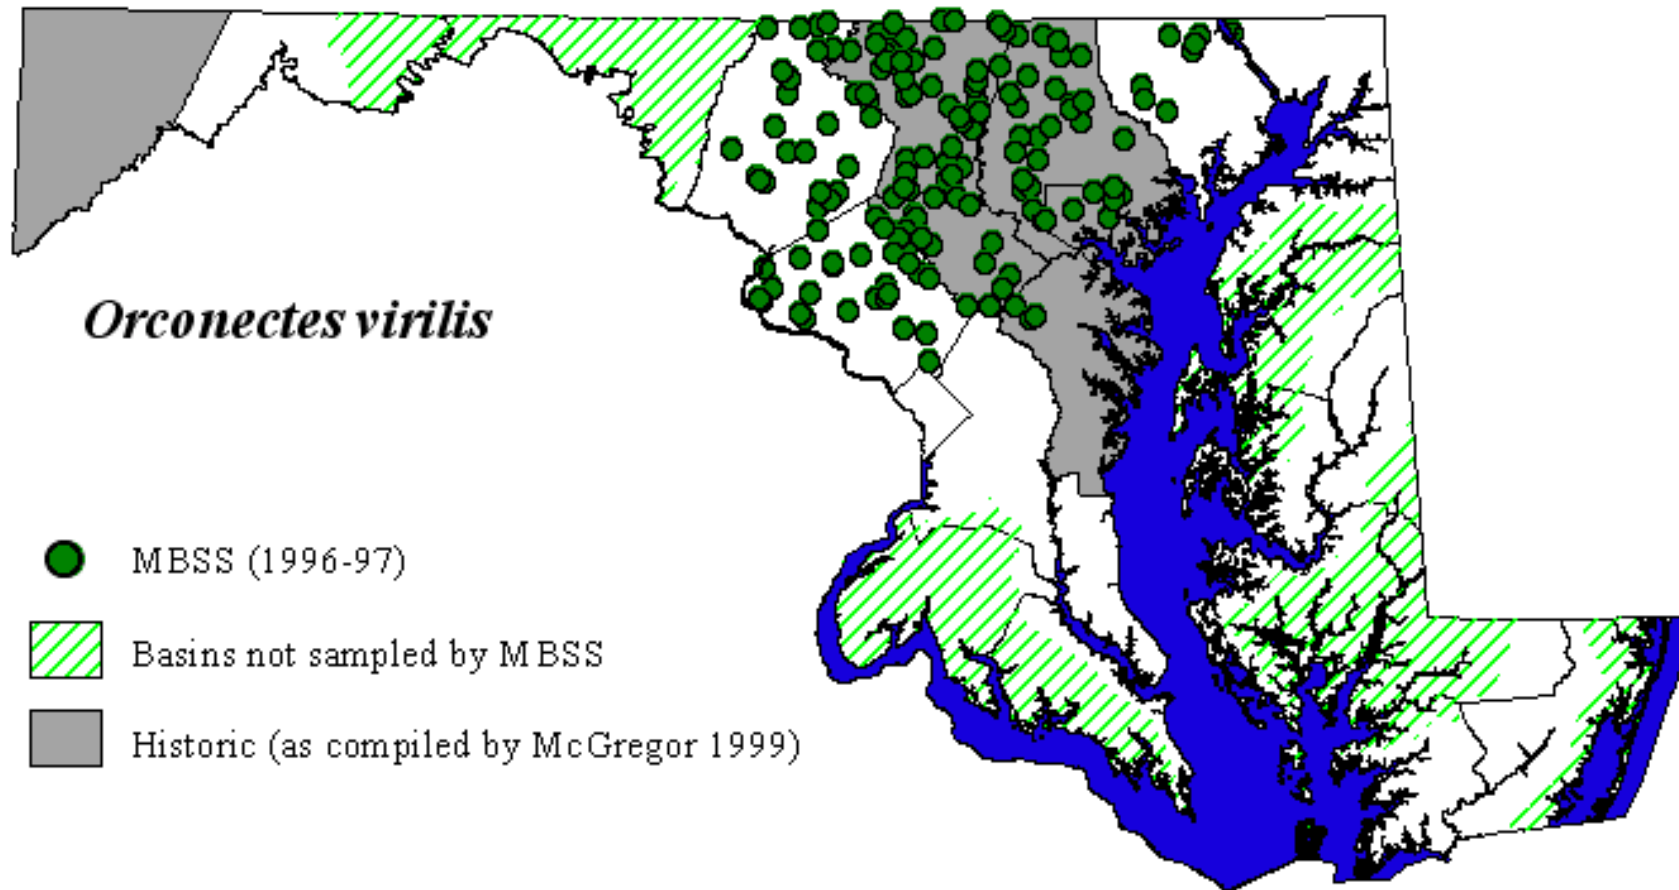 Orconectes virilis
MBSS (1996-97)
Basins not sampled by MBSS
Historic (as compiled by McGregor 1999)